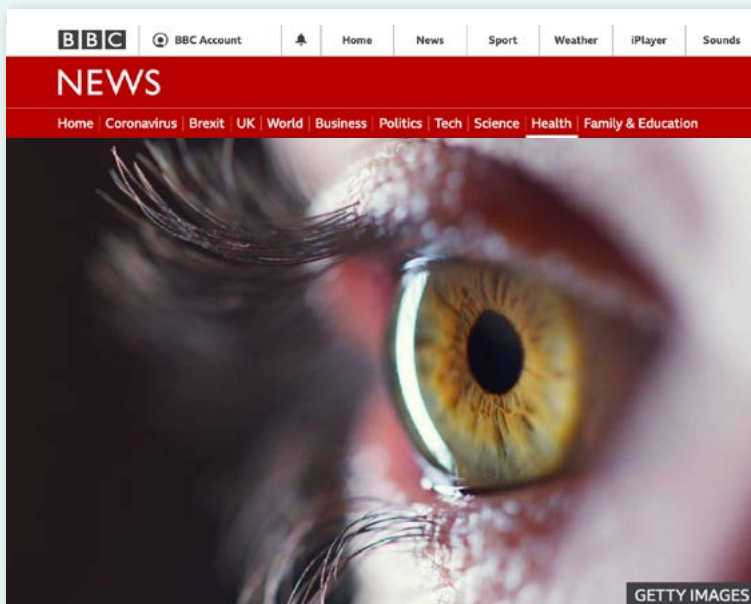 BBC BBC Account Home News Sport Weather iPlayer Sounds
NEWS
Home Coronavirus Brexit UK World Business Politics Tech Science Health Family & Education
GETTY IMAGES